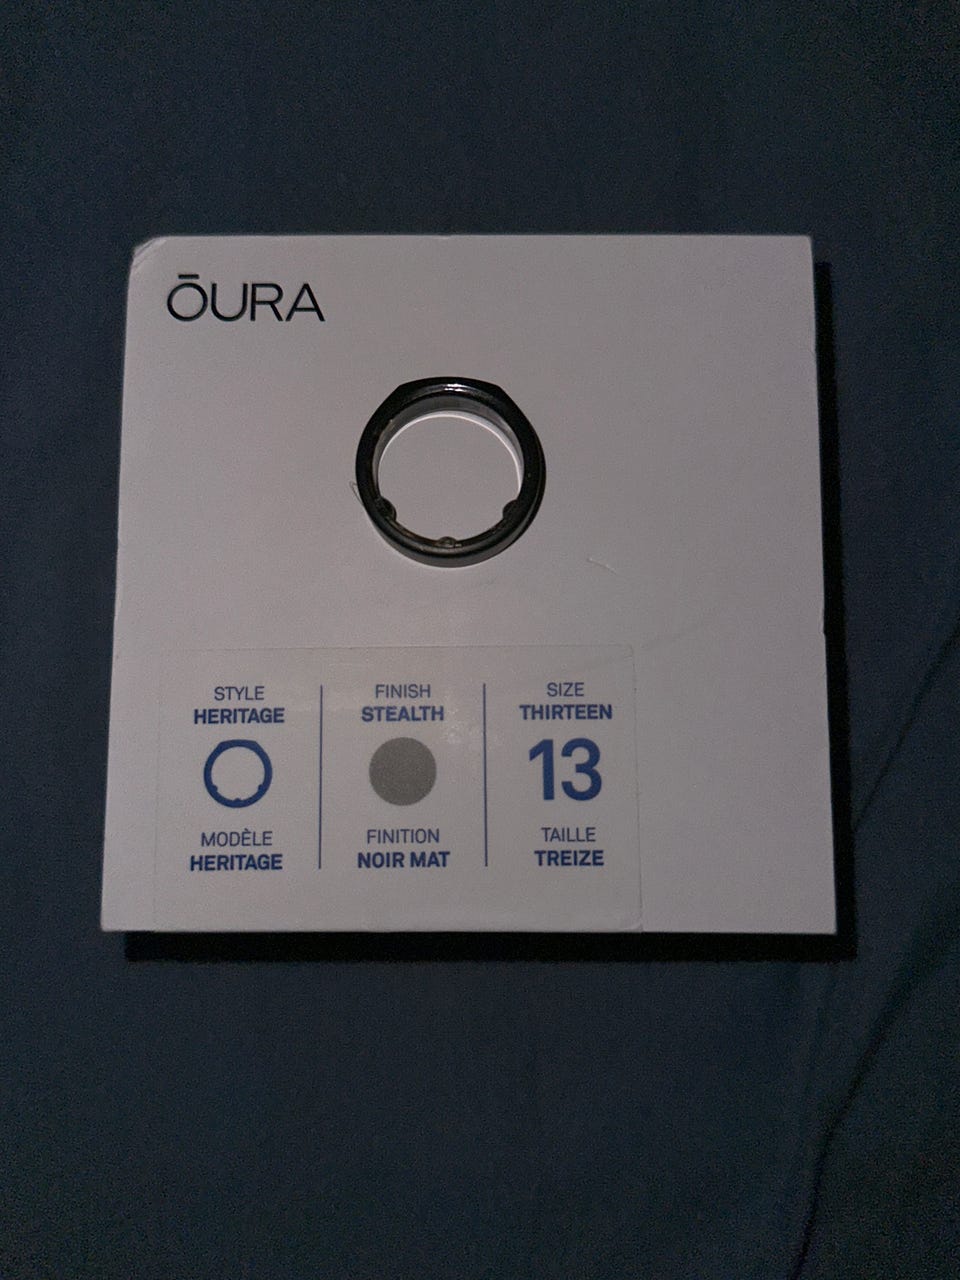 ŌURA
STYLE
HERITAGE
MODÈLE
HERITAGE
FINISH
STEALTH
FINITION
NOIR MAT
SIZE
THIRTEEN
13
TAILLE
TREIZE